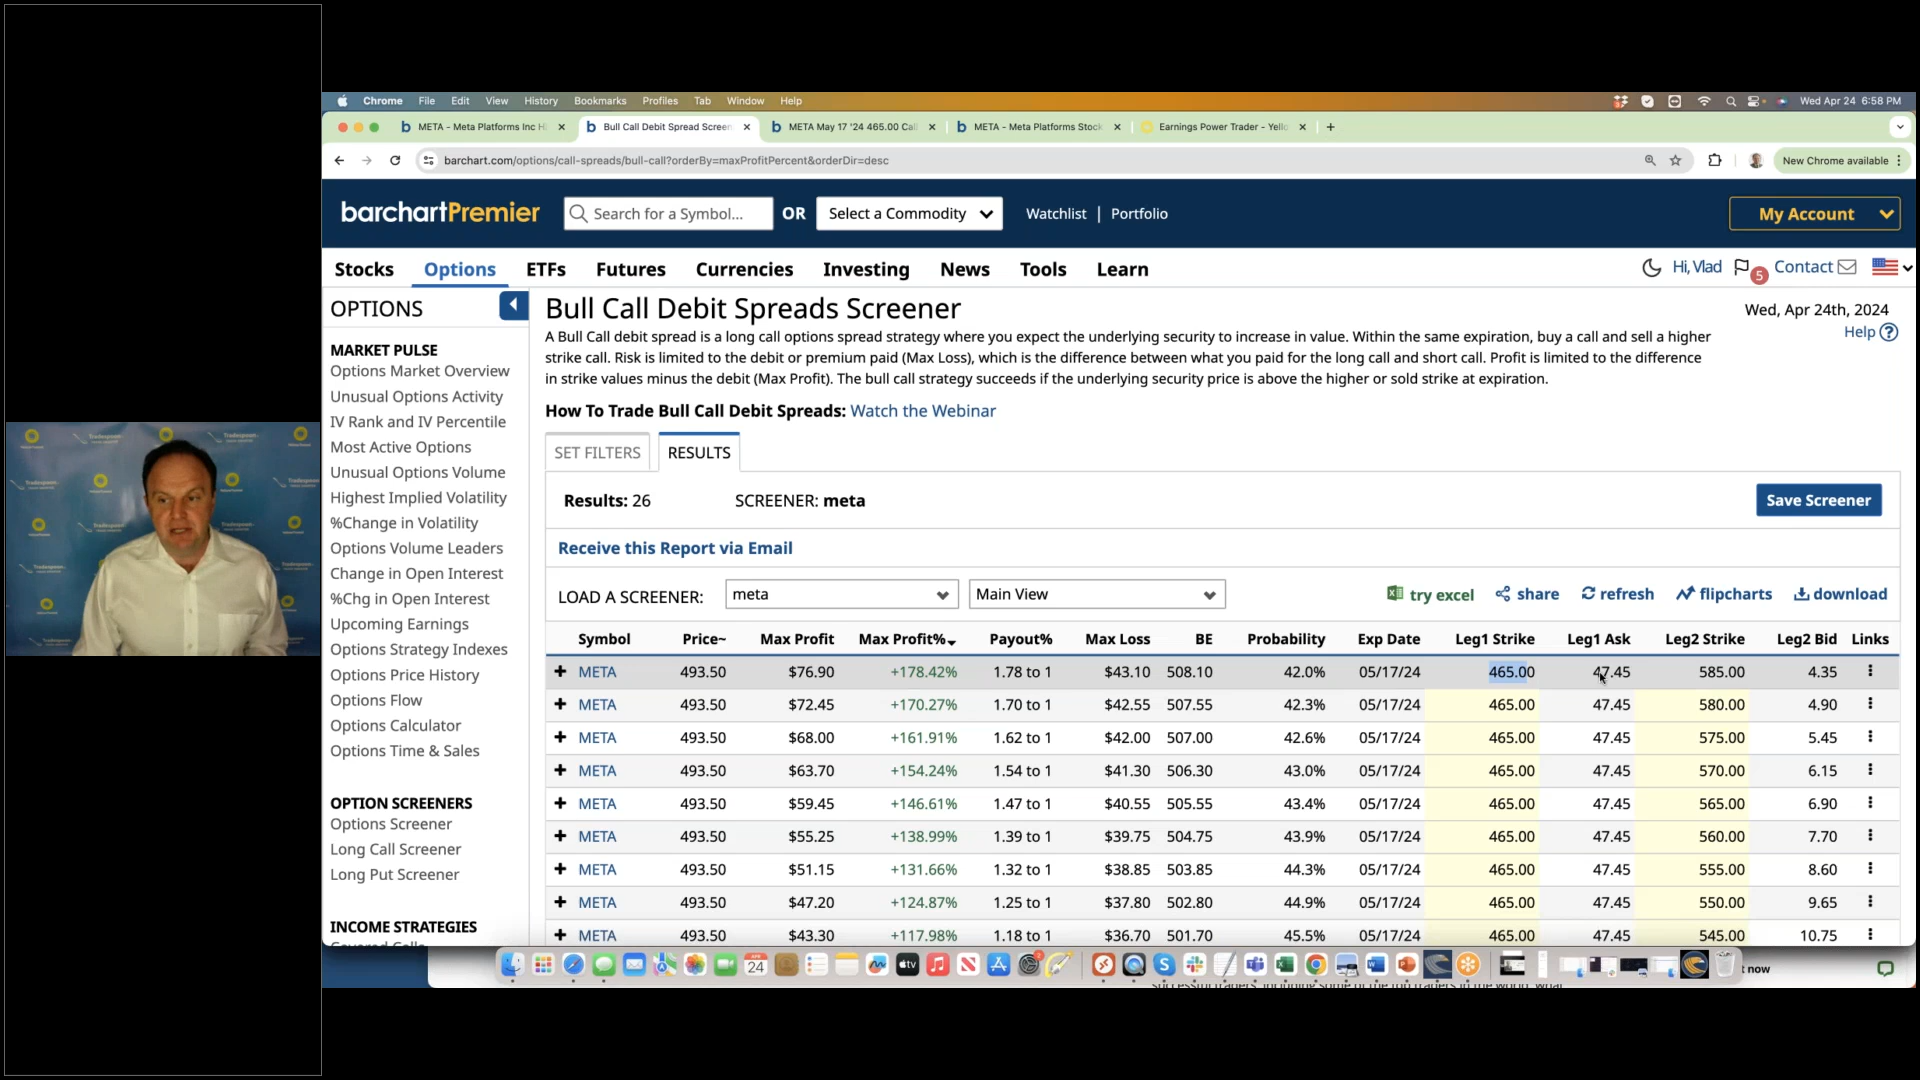 Chrome File Edit View History Bookmarks Profiles Tab Window Help Wed Apr 24 6:58 PM
META - Meta Platforms Inc Bull Call Debit Spread Screen META May 17 '24 465.00 Call META - Meta Platforms Stock Earnings Power Trader - Yello
barchart.com/options/call-spreads/bull-call?orderBy=maxProfitPercent&orderDir=desc New Chrome available
barchartPremier Search for a Symbol... OR Select a Commodity Watchlist | Portfolio My Account
Stocks Options ETFs Futures Currencies Investing News Tools Learn Hi, Vlad 5 Contact
OPTIONS
MARKET PULSE
Options Market Overview
Unusual Options Activity
IV Rank and IV Percentile
Most Active Options
Unusual Options Volume
Highest Implied Volatility
%Change in Volatility
Options Volume Leaders
Change in Open Interest
%Chg in Open Interest
Upcoming Earnings
Options Strategy Indexes
Options Price History
Options Flow
Options Calculator
Options Time & Sales
OPTION SCREENERS
Options Screener
Long Call Screener
Long Put Screener
INCOME STRATEGIES
Covered Calls
Bull Call Debit Spreads Screener
Wed, Apr 24th, 2024
Help ?
A Bull Call debit spread is a long call options spread strategy where you expect the underlying security to increase in value. Within the same expiration, buy a call and sell a higher
strike call. Risk is limited to the debit or premium paid (Max Loss), which is the difference between what you paid for the long call and short call. Profit is limited to the difference
in strike values minus the debit (Max Profit). The bull call strategy succeeds if the underlying security price is above the higher or sold strike at expiration.
How To Trade Bull Call Debit Spreads: Watch the Webinar
SET FILTERS RESULTS
Results: 26 SCREENER: meta Save Screener
Receive this Report via Email
LOAD A SCREENER: meta Main View try excel share refresh flipcharts download
Symbol Price~ Max Profit Max Profit% Payout% Max Loss BE Probability Exp Date Leg1 Strike Leg1 Ask Leg2 Strike Leg2 Bid Links
META 493.50 $76.90 +178.42% 1.78 to 1 $43.10 508.10 42.0% 05/17/24 465.00 47.45 585.00 4.35
META 493.50 $72.45 +170.27% 1.70 to 1 $42.55 507.55 42.3% 05/17/24 465.00 47.45 580.00 4.90
META 493.50 $68.00 +161.91% 1.62 to 1 $42.00 507.00 42.6% 05/17/24 465.00 47.45 575.00 5.45
META 493.50 $63.70 +154.24% 1.54 to 1 $41.30 506.30 43.0% 05/17/24 465.00 47.45 570.00 6.15
META 493.50 $59.45 +146.61% 1.47 to 1 $40.55 505.55 43.4% 05/17/24 465.00 47.45 565.00 6.90
META 493.50 $55.25 +138.99% 1.39 to 1 $39.75 504.75 43.9% 05/17/24 465.00 47.45 560.00 7.70
META 493.50 $51.15 +131.66% 1.32 to 1 $38.85 503.85 44.3% 05/17/24 465.00 47.45 555.00 8.60
META 493.50 $47.20 +124.87% 1.25 to 1 $37.80 502.80 44.9% 05/17/24 465.00 47.45 550.00 9.65
META 493.50 $43.30 +117.98% 1.18 to 1 $36.70 501.70 45.5% 05/17/24 465.00 47.45 545.00 10.75
APR
24
tv
t now